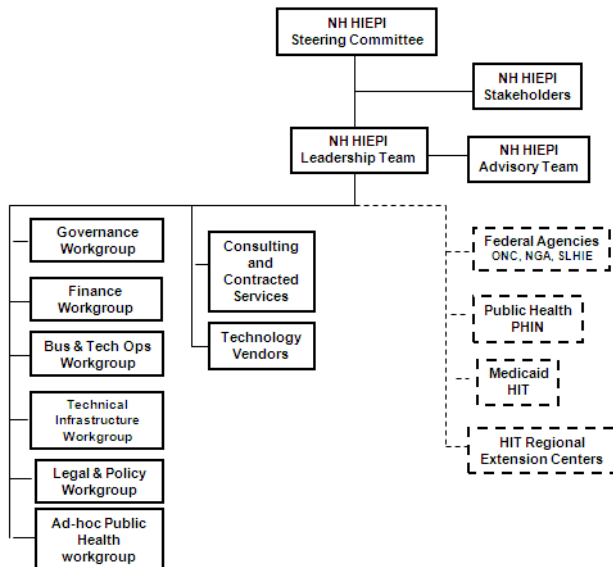 NH HIEPI
Steering Committee
NH HIEPI
Stakeholders
NH HIEPI
Leadership Team
NH HIEPI
Advisory Team
Governance
Workgroup
Finance
Workgroup
Bus & Tech Ops
Workgroup
Technical
Infrastructure
Workgroup
Legal & Policy
Workgroup
Ad-hoc Public
Health
workgroup
Consulting
and
Contracted
Services
Technology
Vendors
Federal Agencies
ONC, NGA, SLHIE
Public Health
PHIN
Medicaid
HIT
HIT Regional
Extension Centers